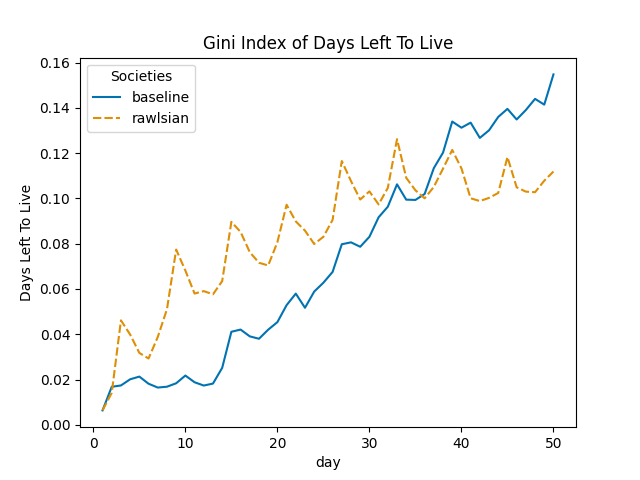 Gini Index of Days Left To Live
Societies
baseline
rawlsian
Days Left To Live
0.16
0.14
0.12
0.10
0.08
0.06
0.04
0.02
0.00
0 10 20 30 40 50
day